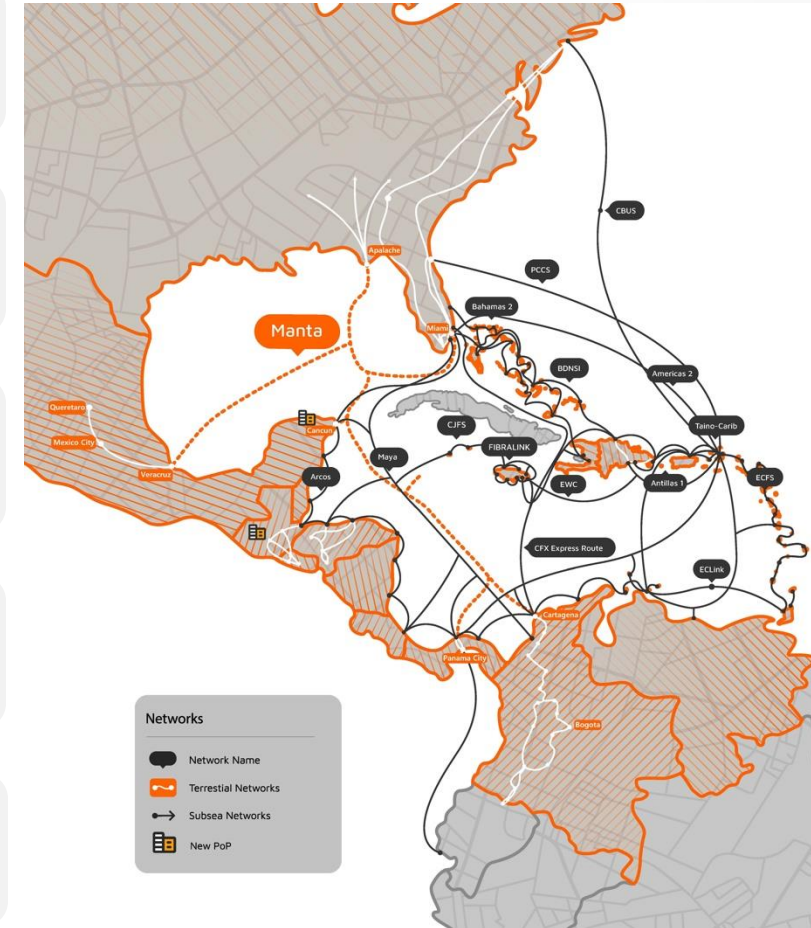 CBUS
PCCS
Apalache
Bahamas 2
Manta
Miami
BDNSI
Americas 2
Queretaro
Cancun
CJFS
Taino-Carib
Mexico City
FIBRALINK
Maya
Veracruz
Arcos
EWC
Antillas 1
ECFS
CFX Express Route
ECLink
Cartagena
Panama City
Bogota
Networks
Network Name
Terrestial Networks
Subsea Networks
New PoP